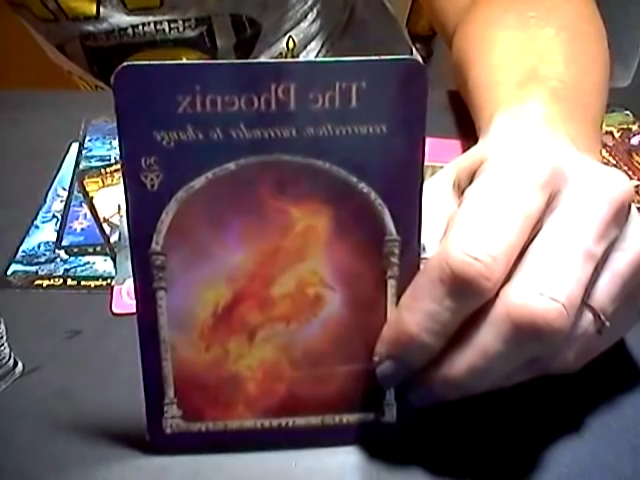 The Phoenix
resurrection, surrender to change